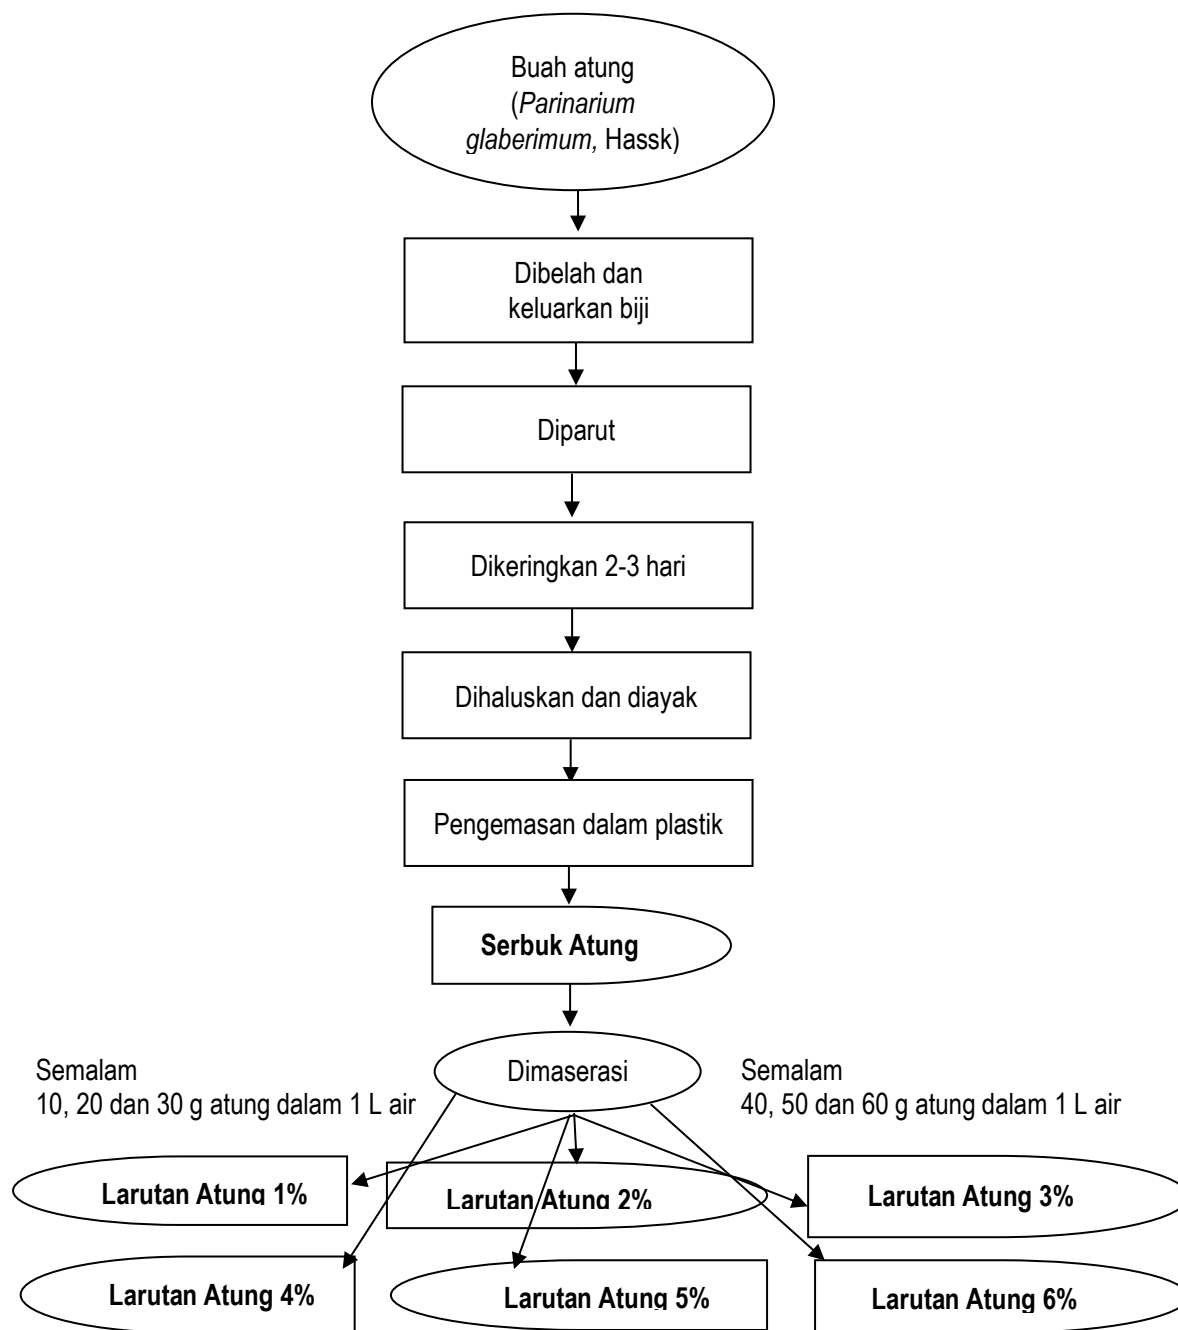 Buah atung
(Parinarium
glaberimum, Hassk)
Dibelah dan
keluarkan biji
Diparut
Dikeringkan 2-3 hari
Dihaluskan dan diayak
Pengemasan dalam plastik
Serbuk Atung
Dimaserasi
Semalam
10, 20 dan 30 g atung dalam 1 L air
Semalam
40, 50 dan 60 g atung dalam 1 L air
Larutan Atung 1%
Larutan Atung 2%
Larutan Atung 3%
Larutan Atung 4%
Larutan Atung 5%
Larutan Atung 6%